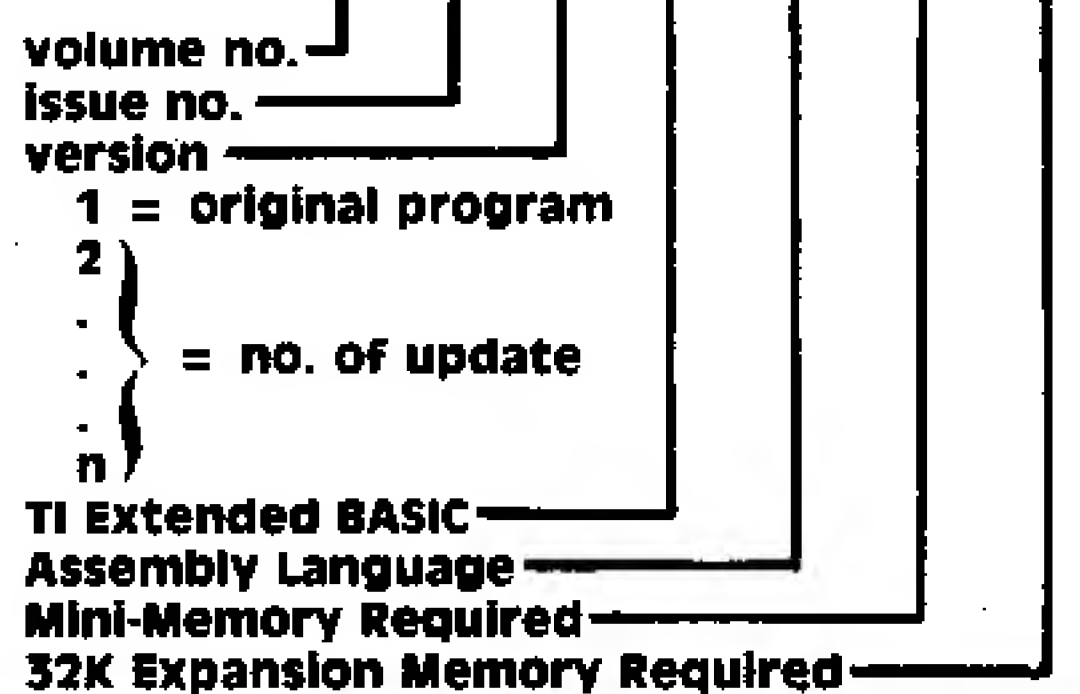 volume no.
issue no.
version
1 = original program
2
.
.
= no. of update
.
n
TI Extended BASIC
Assembly Language
Mini-Memory Required
32K Expansion Memory Required